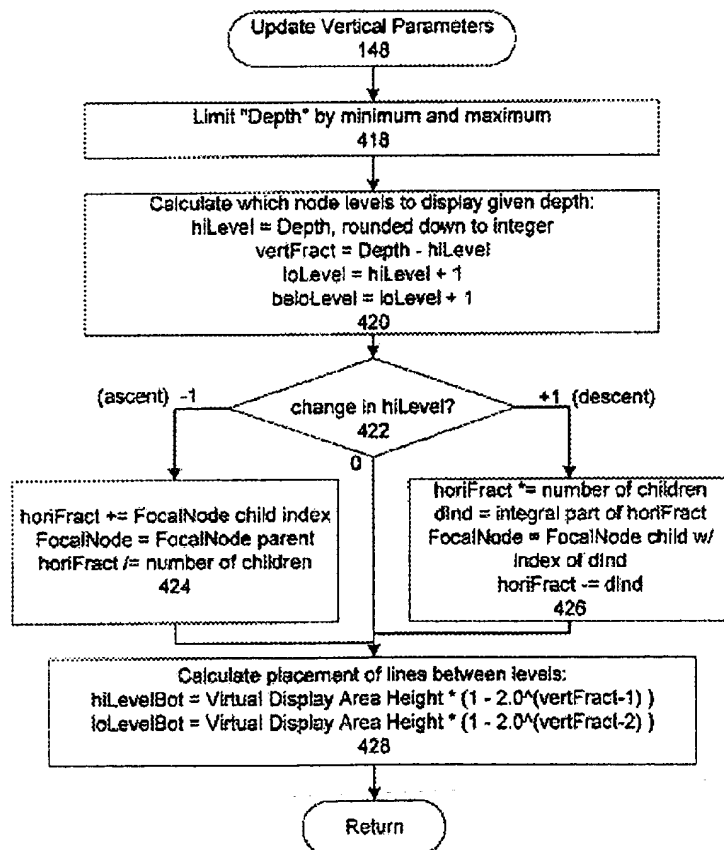 Update Vertical Parameters
148
Limit "Depth" by minimum and maximum
418
Calculate which node levels to display given depth:
hiLevel = Depth, rounded down to integer
vertFract = Depth - hiLevel
loLevel = hiLevel + 1
beloLevel = loLevel + 1
420
(ascent) -1
change in hiLevel?
422
+1 (descent)
0
horiFract += FocalNode child index
FocalNode = FocalNode parent
horiFract /= number of children
424
horiFract *= number of children
dInd = integral part of horiFract
FocalNode = FocalNode child w/
index of dInd
horiFract -= dInd
426
Calculate placement of lines between levels:
hiLevelBot = Virtual Display Area Height * (1 - 2.0^(vertFract-1) )
loLevelBot = Virtual Display Area Height * (1 - 2.0^(vertFract-2) )
428
Return